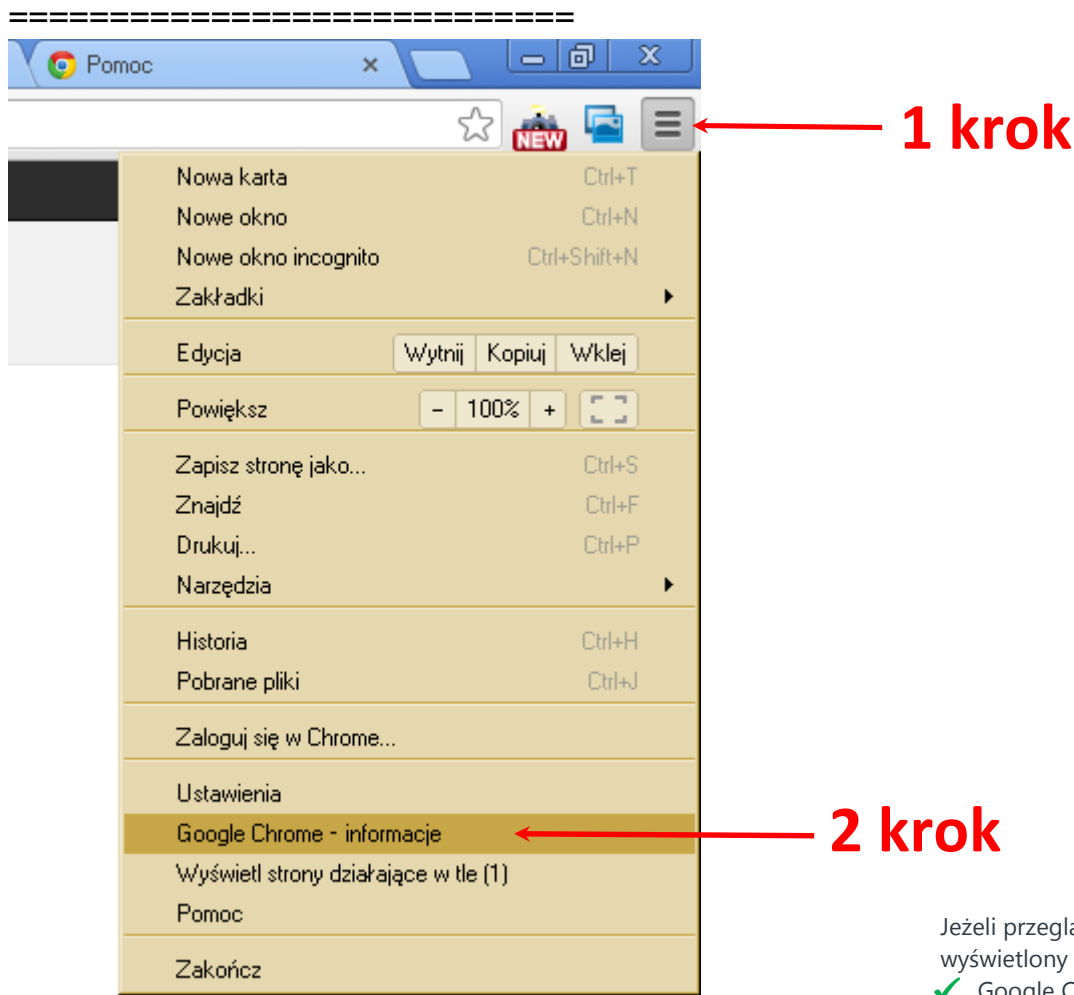 =============================
Pomoc
NEW
1 krok
Nowa karta Ctrl+T
Nowe okno Ctrl+N
Nowe okno incognito Ctrl+Shift+N
Zakładki
Edycja Wytnij Kopiuj Wklej
Powiększ - 100% +
Zapisz stronę jako... Ctrl+S
Znajdź Ctrl+F
Drukuj... Ctrl+P
Narzędzia
Historia Ctrl+H
Pobrane pliki Ctrl+J
Zaloguj się w Chrome...
Ustawienia
Google Chrome - informacje
2 krok
Wyświetl strony działające w tle (1)
Pomoc
Zakończ
Jeżeli
wyświetlony
✓ Google